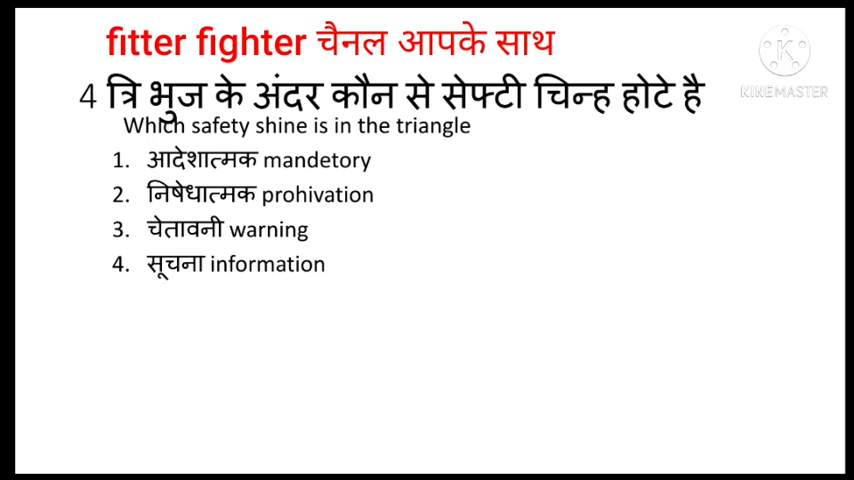 fitter fighter चैनल आपके साथ
4 त्रि भुज के अंदर कौन से सेफ्टी चिन्ह होटे है
Which safety shine is in the triangle
1. आदेशात्मक mandetory
2. निषेधात्मक prohivation
3. चेतावनी warning
4. सूचना information
K
KINEMASTER